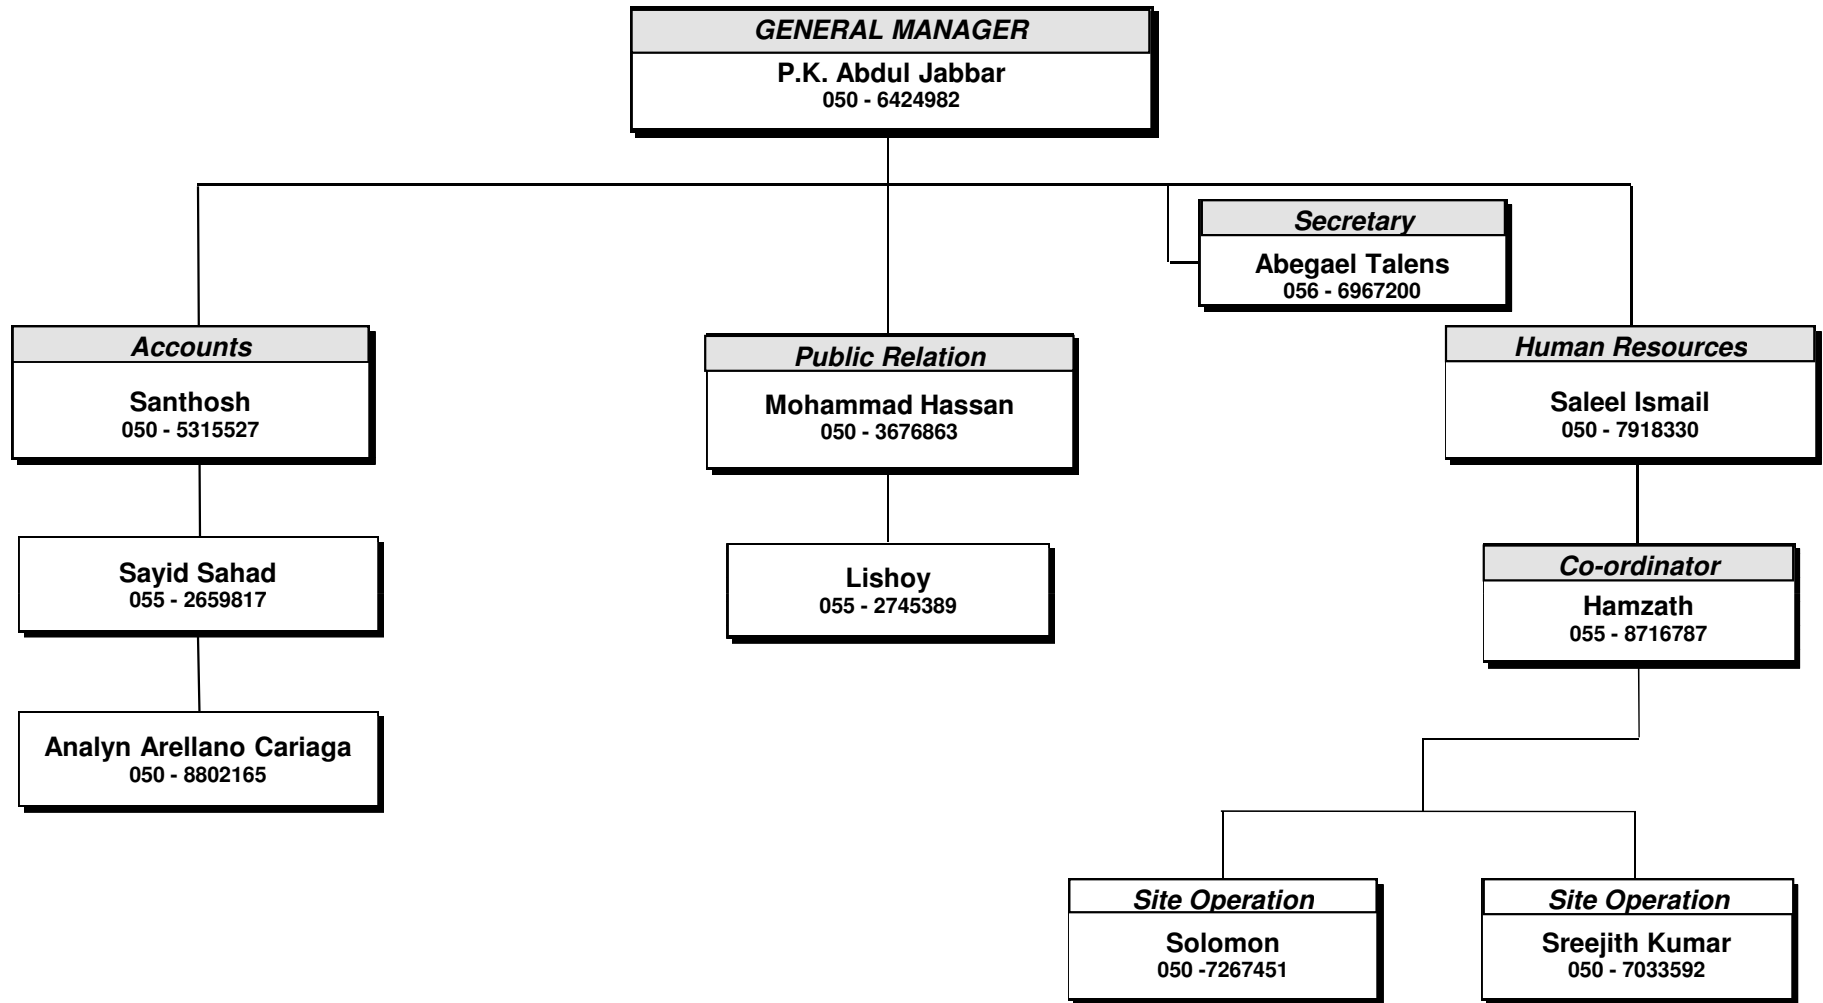 GENERAL MANAGER
P.K. Abdul Jabbar
050 - 6424982
Secretary
Abegael Talens
056 - 6967200
Accounts
Santhosh
050 - 5315527
Public Relation
Mohammad Hassan
050 - 3676863
Human Resources
Saleel Ismail
050 - 7918330
Sayid Sahad
055 - 2659817
Lishoy
055 - 2745389
Co-ordinator
Hamzath
055 - 8716787
Analyn Arellano Cariaga
050 - 8802165
Site Operation
Solomon
050 -7267451
Site Operation
Sreejith Kumar
050 - 7033592